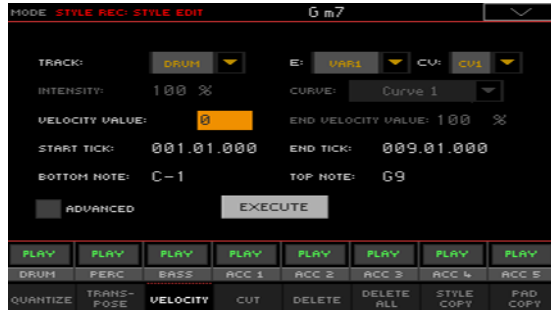 MODE STYLE REC: STYLE EDIT G m7
TRACK: DRUM E: VAR1 CV: CV1
INTENSITY: 100 % CURVE: Curve 1
VELOCITY VALUE: 0 END VELOCITY VALUE: 100 %
START TICK: 001.01.000 END TICK: 009.01.000
BOTTOM NOTE: C-1 TOP NOTE: G9
ADVANCED EXECUTE
PLAY PLAY PLAY PLAY PLAY PLAY PLAY PLAY
DRUM PERC BASS ACC 1 ACC 2 ACC 3 ACC 4 ACC 5
QUANTIZE TRANS-POSE VELOCITY CUT DELETE DELETE ALL STYLE COPY PAD COPY